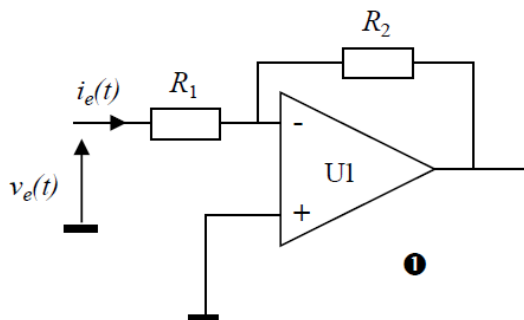 R₂
iₑ(t)
R₁
-
U1
vₑ(t)
+
❶